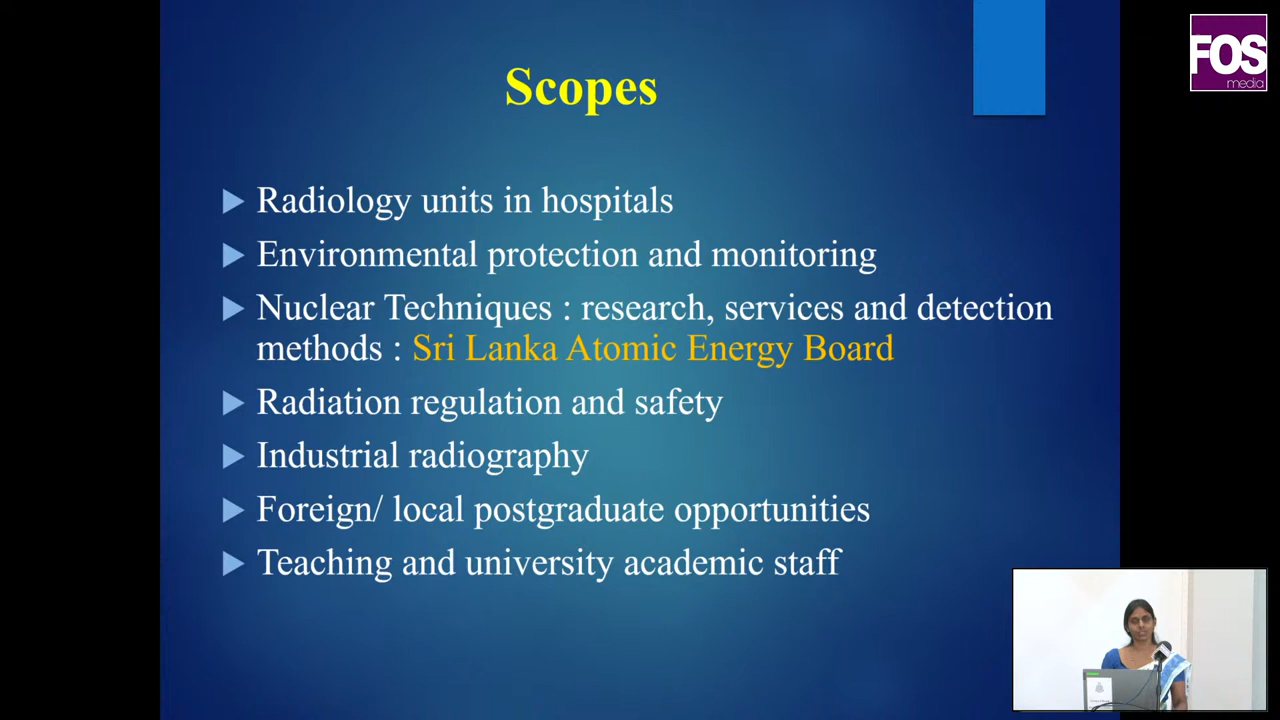 FOS
media
Scopes
Radiology units in hospitals
Environmental protection and monitoring
Nuclear Techniques : research, services and detection
methods : Sri Lanka Atomic Energy Board
Radiation regulation and safety
Industrial radiography
Foreign/ local postgraduate opportunities
Teaching and university academic staff